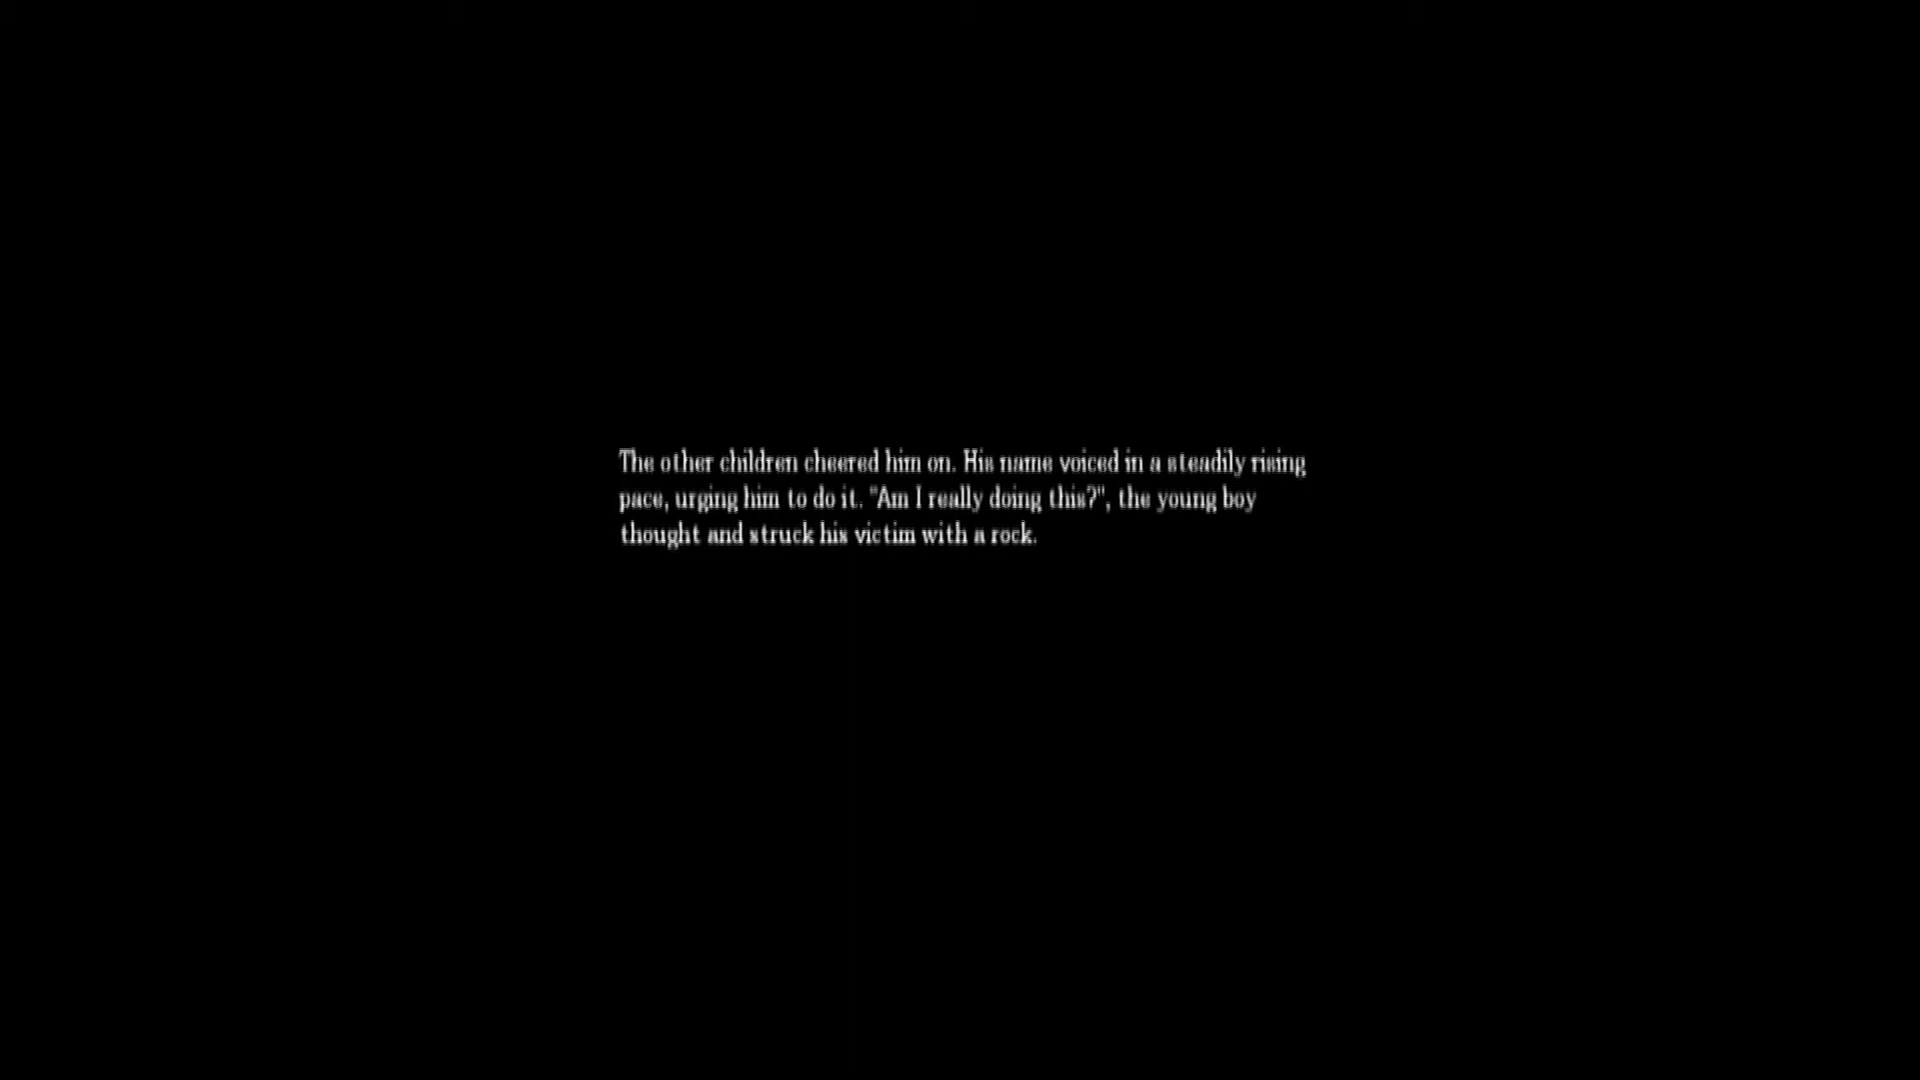 The other children cheered him on. His name voiced in a steadily rising
pace, urging him to do it. "Am I really doing this?", the young boy
thought and struck his victim with a rock.